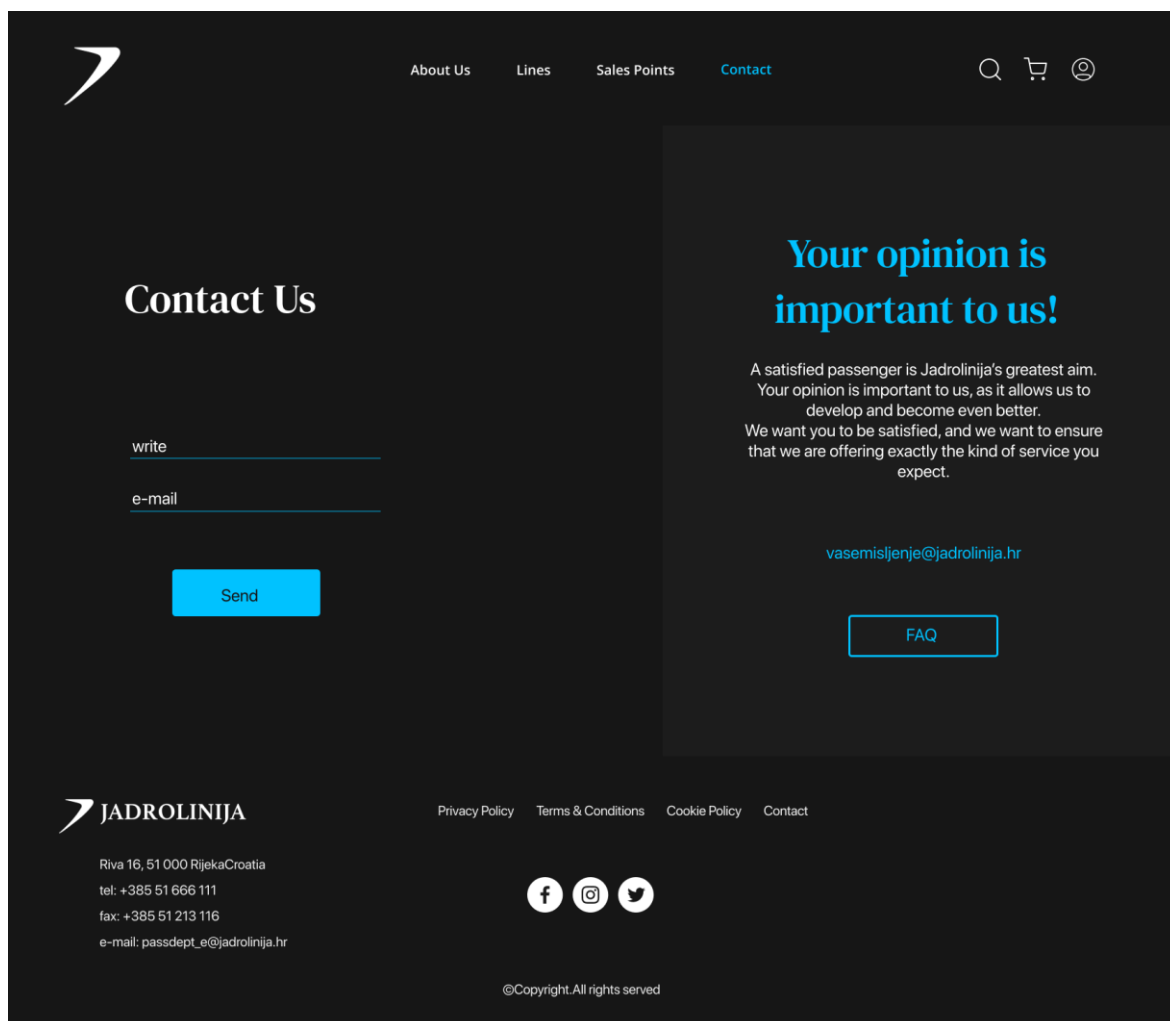 About Us
Lines
Sales Points
Contact
Contact Us
write
e-mail
Send
Your opinion is
important to us!
A satisfied passenger is Jadrolinija's greatest aim.
Your opinion is important to us, as it allows us to
develop and become even better.
We want you to be satisfied, and we want to ensure
that we are offering exactly the kind of service you
expect.
vasemisljenje@jadrolinija.hr
FAQ
JADROLINIJA
Riva 16, 51 000 RijekaCroatia
tel: +385 51 666 111
fax: +385 51 213 116
e-mail: passdept_e@jadrolinija.hr
Privacy Policy
Terms & Conditions
Cookie Policy
Contact
©Copyright.All rights served